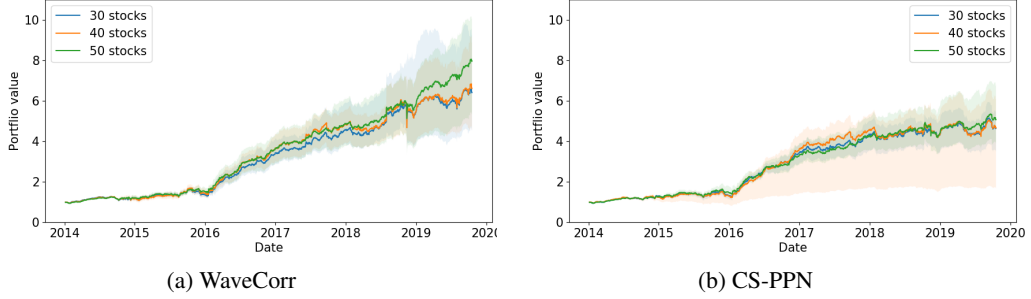 10
8
6
4
2
0
Portfilio value
30 stocks
40 stocks
50 stocks
2014 2015 2016 2017 2018 2019 2020
Date
(a) WaveCorr
10
8
6
4
2
0
Portfilio value
30 stocks
40 stocks
50 stocks
2014 2015 2016 2017 2018 2019 2020
Date
(b) CS-PPN